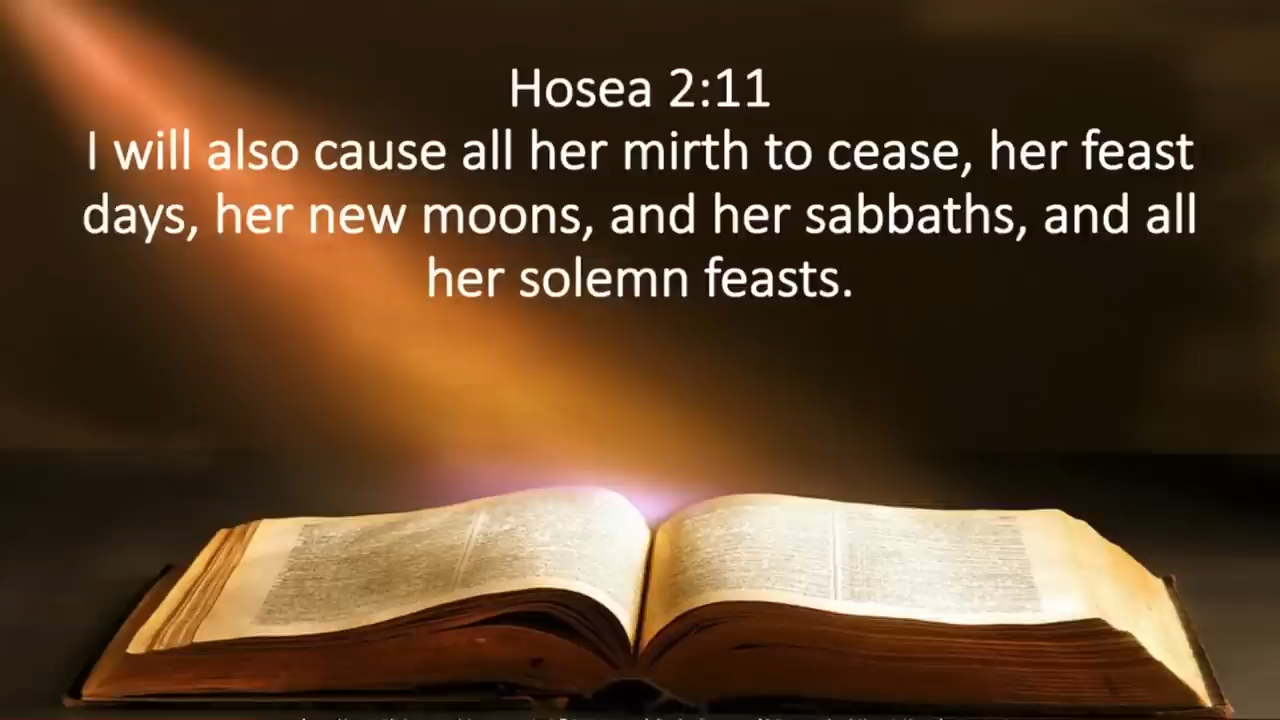 Hosea 2:11
I will also cause all her mirth to cease, her feast
days, her new moons, and her sabbaths, and all
her solemn feasts.